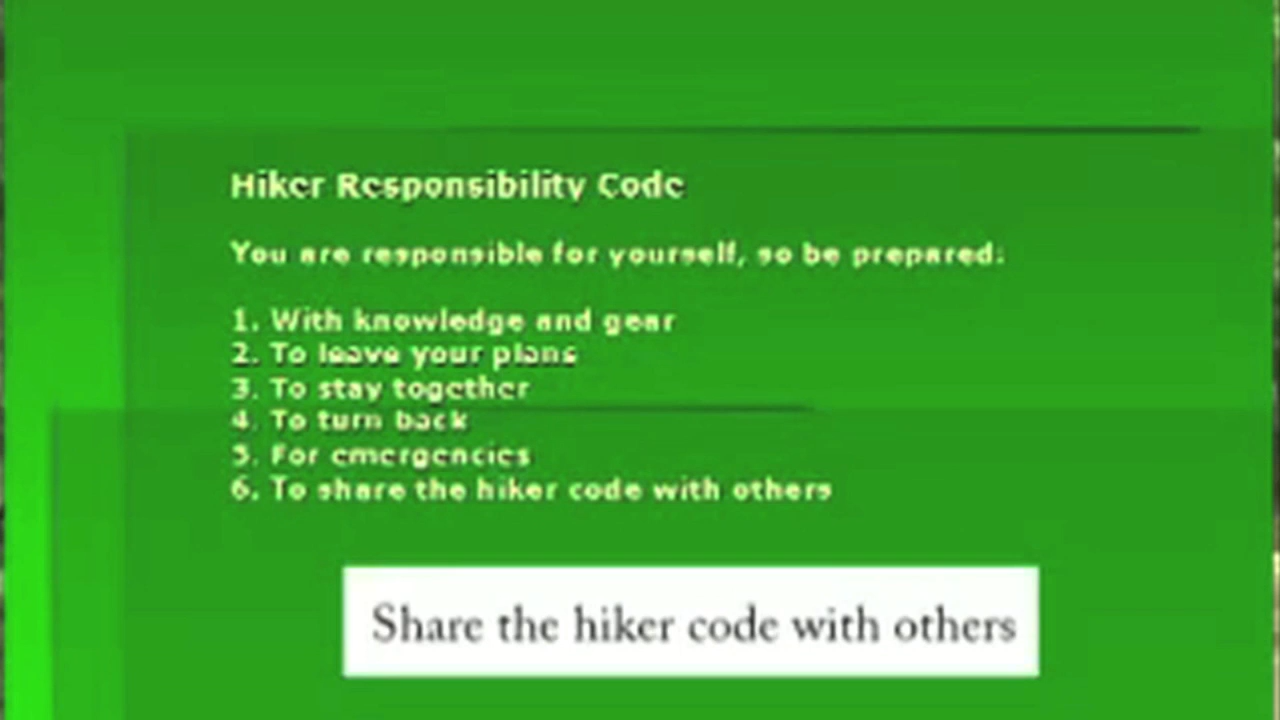 Hiker Responsibility Code
You are responsible for yourself, so be prepared:
1. With knowledge and gear
2. To leave your plans
3. To stay together
4. To turn back
5. For emergencies
6. To share the hiker code with others
Share the hiker code with others